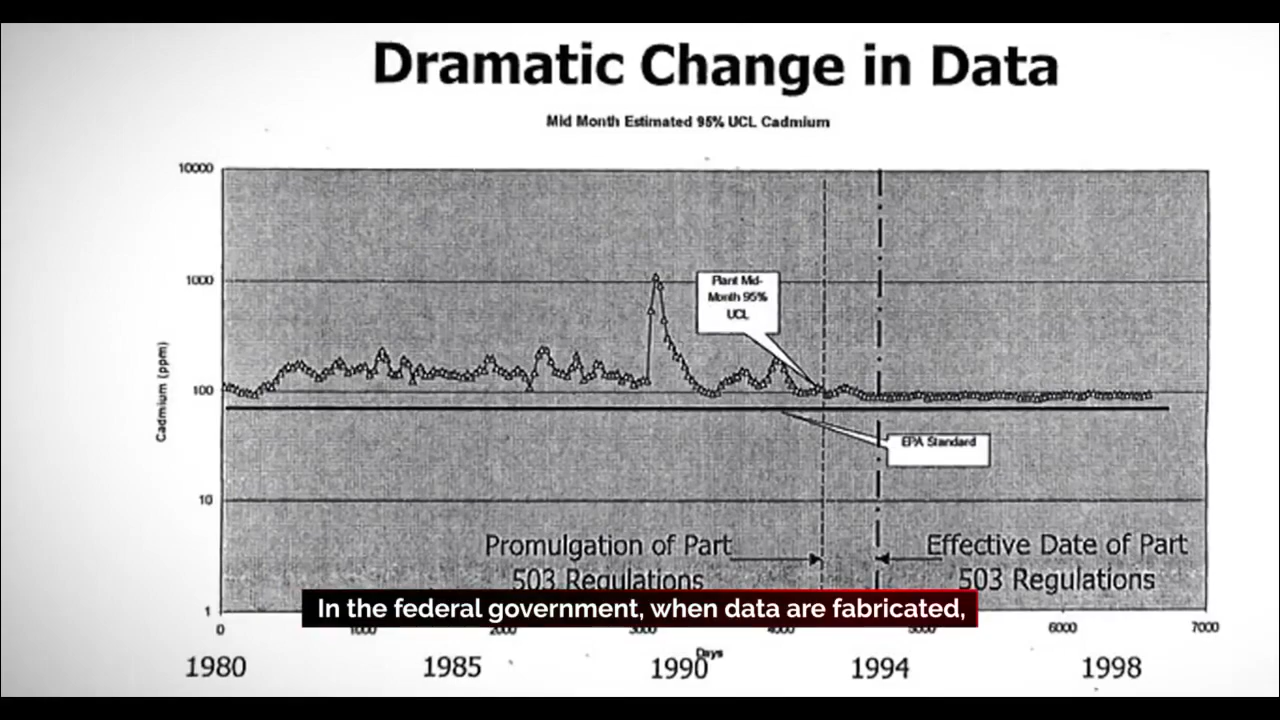 Dramatic Change in Data
Mid Month Estimated 95% UCL Cadmium
10000
1000
100
10
1
Cadmium (ppm)
Plant Mid-
Month 95%
UCL
EPA Standard
Promulgation of Part
503 Regulations
Effective Date of Part
503 Regulations
In the federal government, when data are fabricated,
0
1000
2000
3000
4000
5000
6000
7000
Days
1980
1985
1990
1994
1998